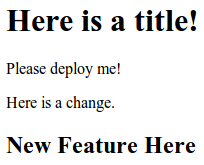 Here is a title!
Please deploy me!
Here is a change.
New Feature Here